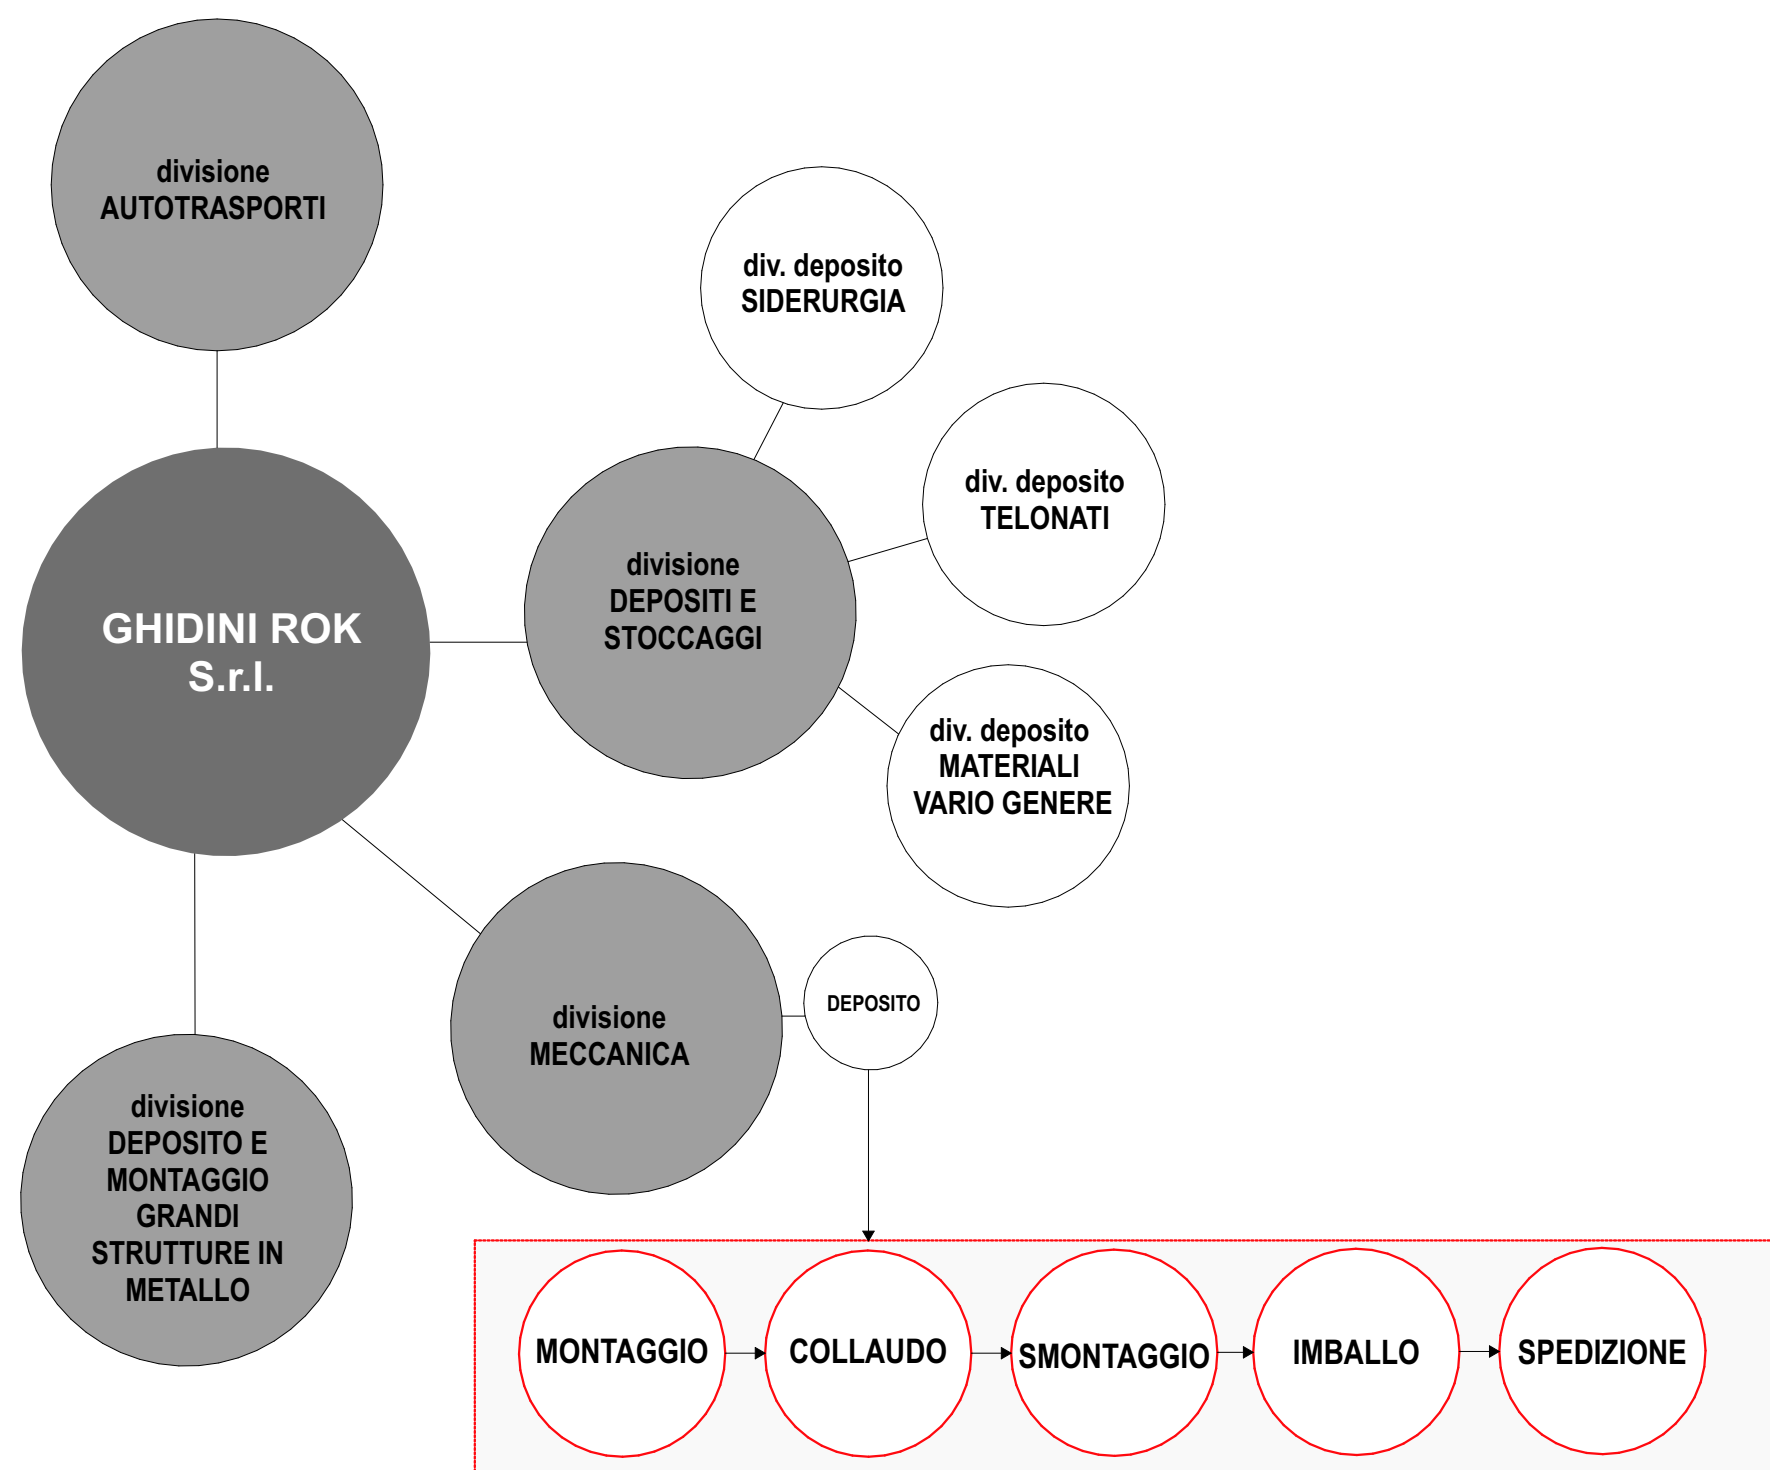 divisione
AUTOTRASPORTI
div. deposito
SIDERURGIA
div. deposito
TELONATI
divisione
DEPOSITI E
STOCCAGGI
GHIDINI ROK
S.r.l.
div. deposito
MATERIALI
VARIO GENERE
divisione
MECCANICA
DEPOSITO
divisione
DEPOSITO E
MONTAGGIO
GRANDI
STRUTTURE IN
METALLO
MONTAGGIO
COLLAUDO
SMONTAGGIO
IMBALLO
SPEDIZIONE